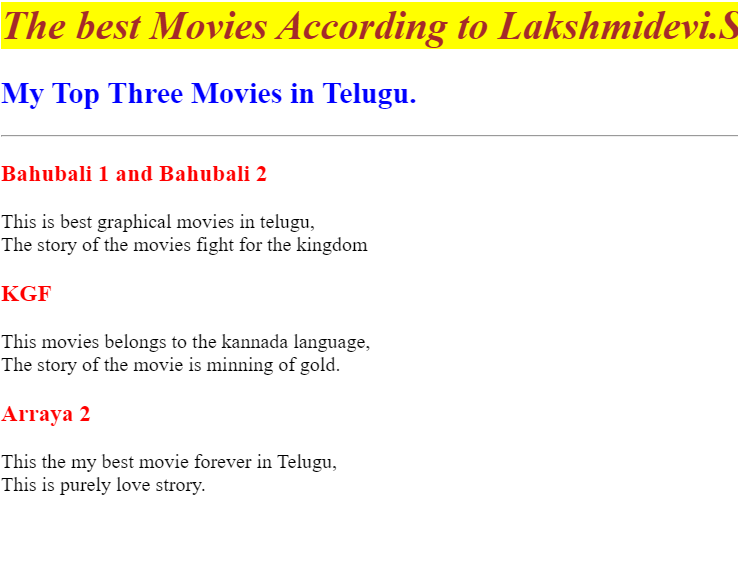 The best Movies According to Lakshmidevi.S
My Top Three Movies in Telugu.
Bahubali 1 and Bahubali 2
This is best graphical movies in telugu,
The story of the movies fight for the kingdom
KGF
This movies belongs to the kannada language,
The story of the movie is minning of gold.
Arraya 2
This the my best movie forever in Telugu,
This is purely love strory.